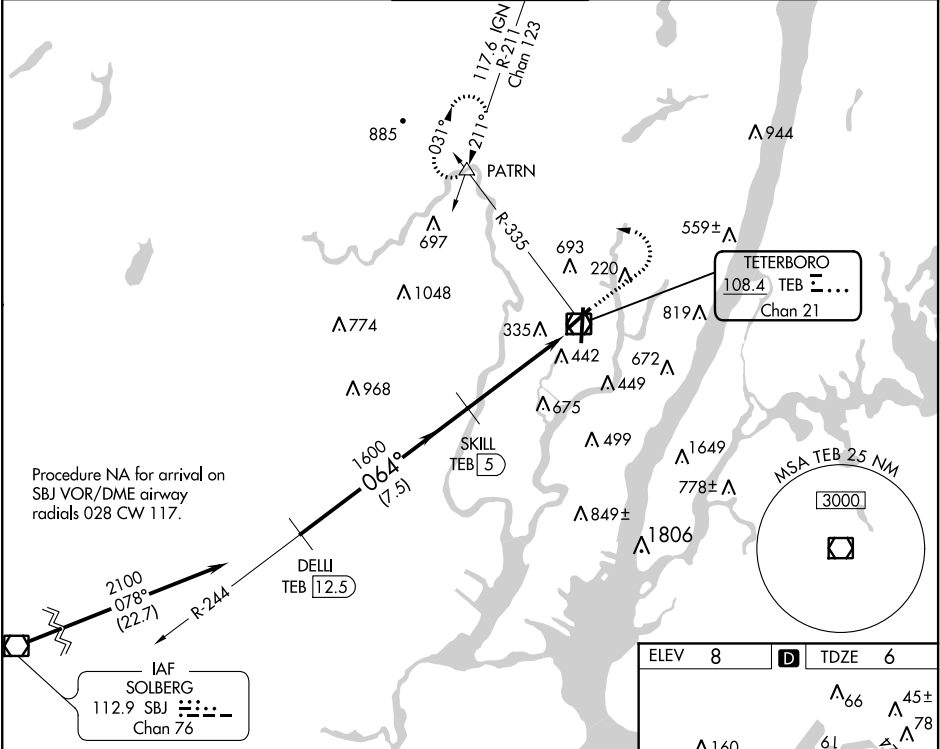 117.6 IGN
R-211
Chan 123
885
031°
211°
944
PATRN
R-335
697
559±
693
220
TETERBORO
108.4 TEB
Chan 21
1048
774
335
819
442
672
449
968
675
SKILL
TEB 5
499
1649
1600
064°
(7.5)
Procedure NA for arrival on
SBJ VOR/DME airway
radials 028 CW 117.
MSA TEB 25 NM
3000
778±
849±
1806
DELLI
TEB 12.5
2100
078°
(22.7)
R-244
IAF
SOLBERG
112.9 SBJ
Chan 76
ELEV 8
D
TDZE 6
66
45±
78
160
19